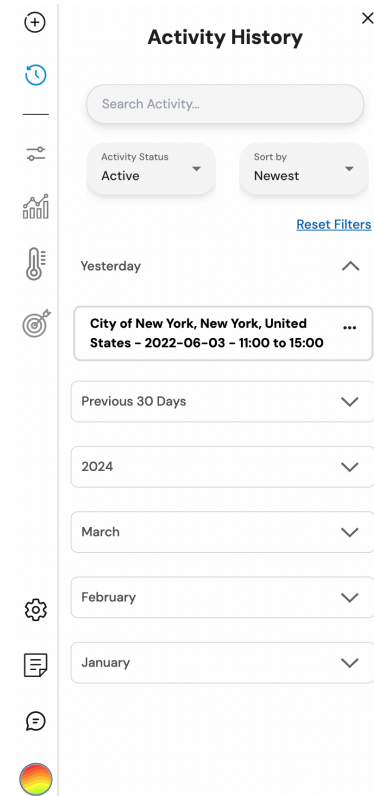 Activity History
Search Activity...
Activity Status
Active
Sort by
Newest
Reset Filters
Yesterday
City of New York, New York, United
States – 2022-06-03 – 11:00 to 15:00
Previous 30 Days
2024
March
February
January